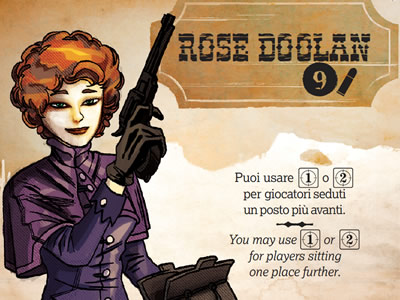 ROSE DOOLAN
9
Puoi usare 1 o 2
per giocatori seduti
un posto più avanti.
You may use 1 or 2
for players sitting
one place further.